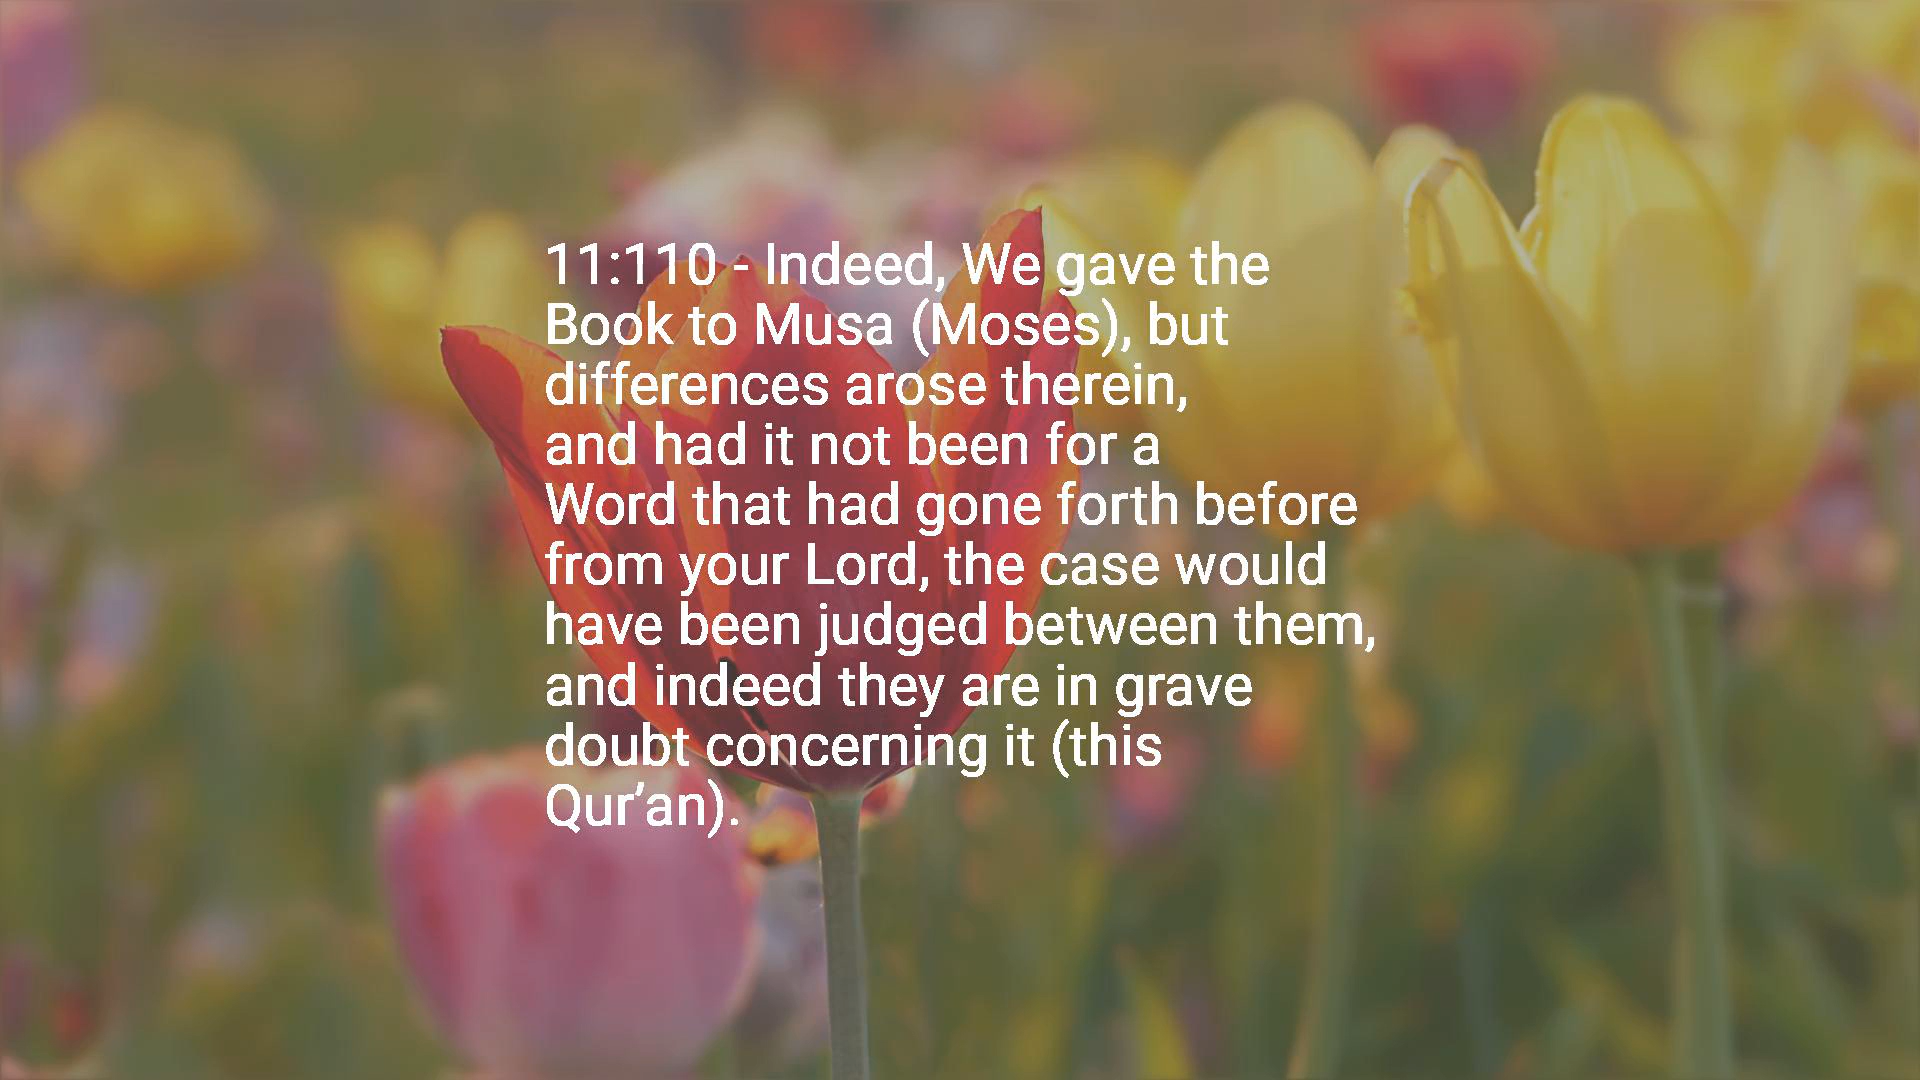 11:110 - Indeed, We gave the
Book to Musa (Moses), but
differences arose therein,
and had it not been for a
Word that had gone forth before
from your Lord, the case would
have been judged between them,
and indeed they are in grave
doubt concerning it (this
Qur’an).